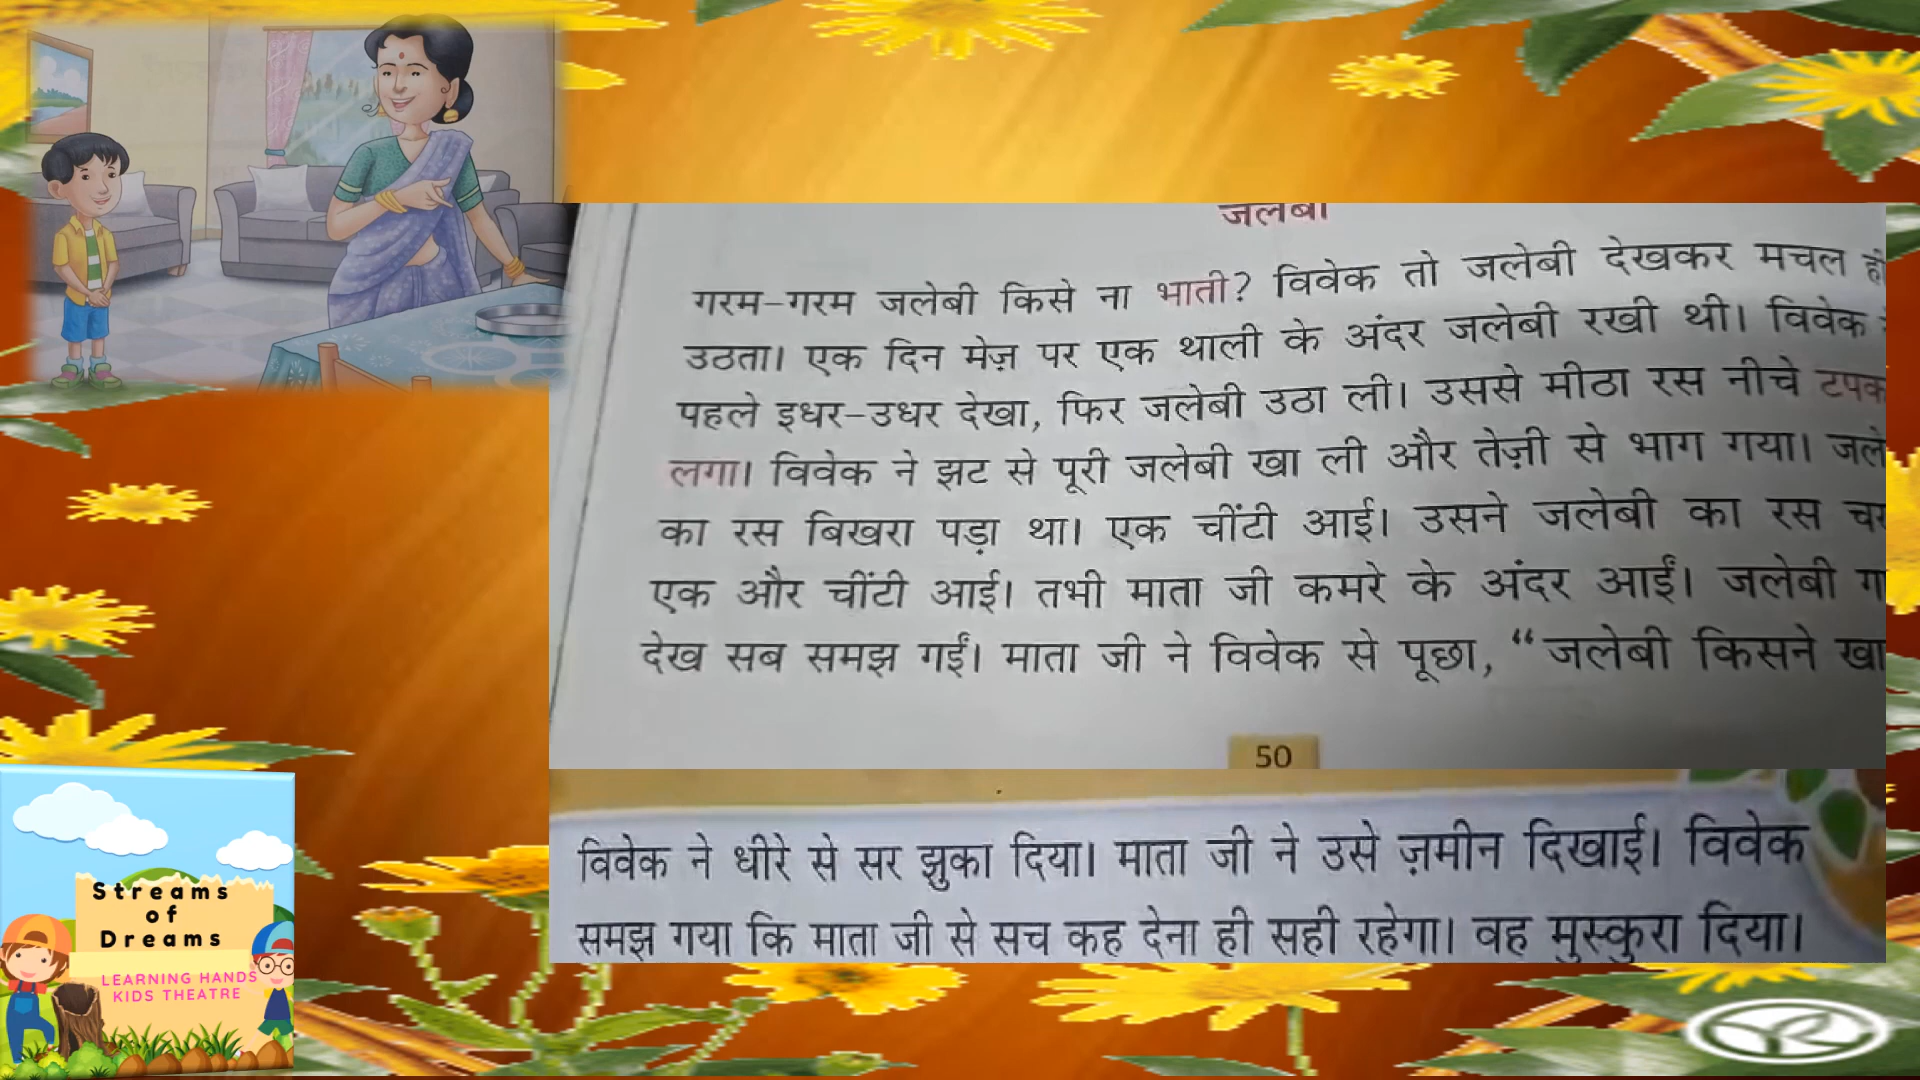 जलेबी
गरम-गरम जलेबी किसे ना भाती? विवेक तो जलेबी देखकर मचल ही
उठता। एक दिन मेज़ पर एक थाली के अंदर जलेबी रखी थी। विवेक
पहले इधर-उधर देखा, फिर जलेबी उठा ली। उससे मीठा रस नीचे टपक
लगा। विवेक ने झट से पूरी जलेबी खा ली और तेज़ी से भाग गया। जले
का रस बिखरा पड़ा था। एक चींटी आई। उसने जलेबी का रस
एक और चींटी आई। तभी माता जी कमरे के अंदर आईं। जलेबी
देख सब समझ गईं। माता जी ने विवेक से पूछा, “जलेबी किसने खा
50
विवेक ने धीरे से सर झुका दिया। माता जी ने उसे ज़मीन दिखाई। विवेक
समझ गया कि माता जी से सच कह देना ही सही रहेगा। वह मुस्कुरा दिया।
Streams
of
Dreams
LEARNING HANDS
KIDS THEATRE